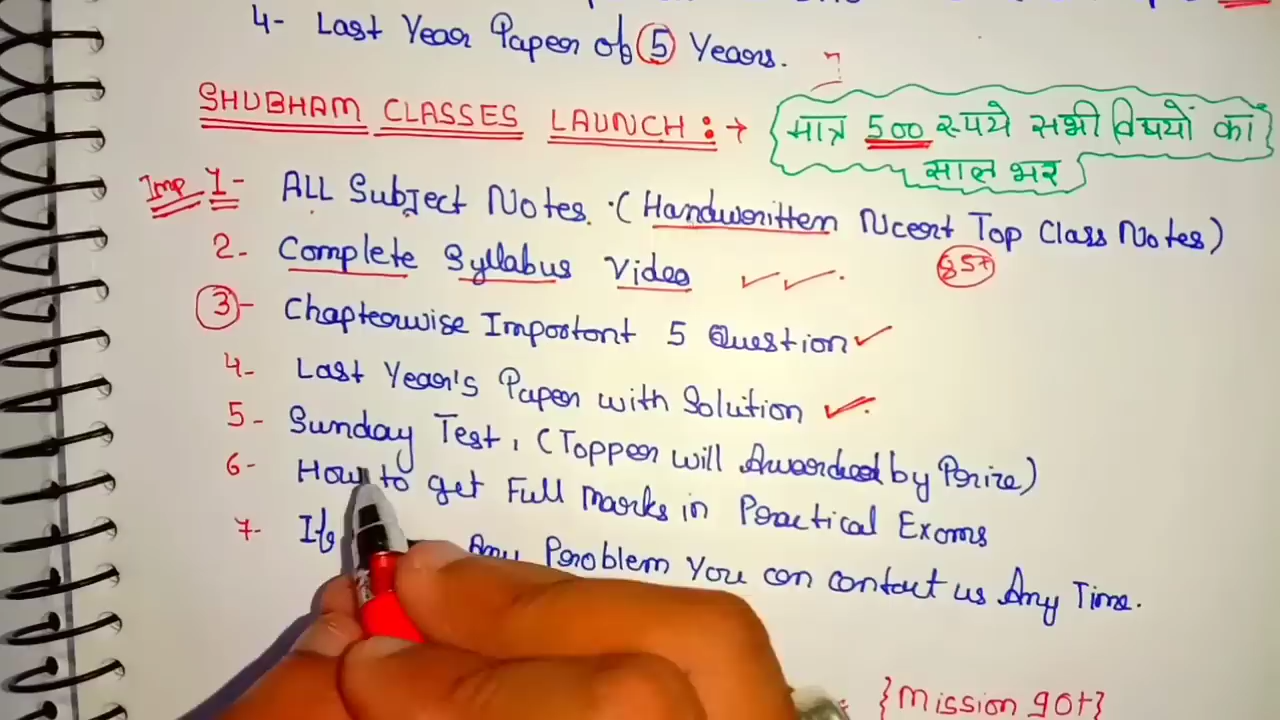 4- Last Year Paper of 5 Years.
SHUBHAM CLASSES LAUNCH :→
मात्र 500 रुपये सभी विषयों का
साल भर
Imp 1- ALL Subject Notes. (Handwritten Ncert Top Class Notes)
2- Complete Syllabus Video
85+
3- Chapterwise Important 5 Question
4- Last Year's Paper with Solution
5- Sunday Test, (Topper will Awarded by Prize)
6- How to get Full Marks in Practical Exams
7- If Any Problem You can contact us Any Time.
{Mission 90+}